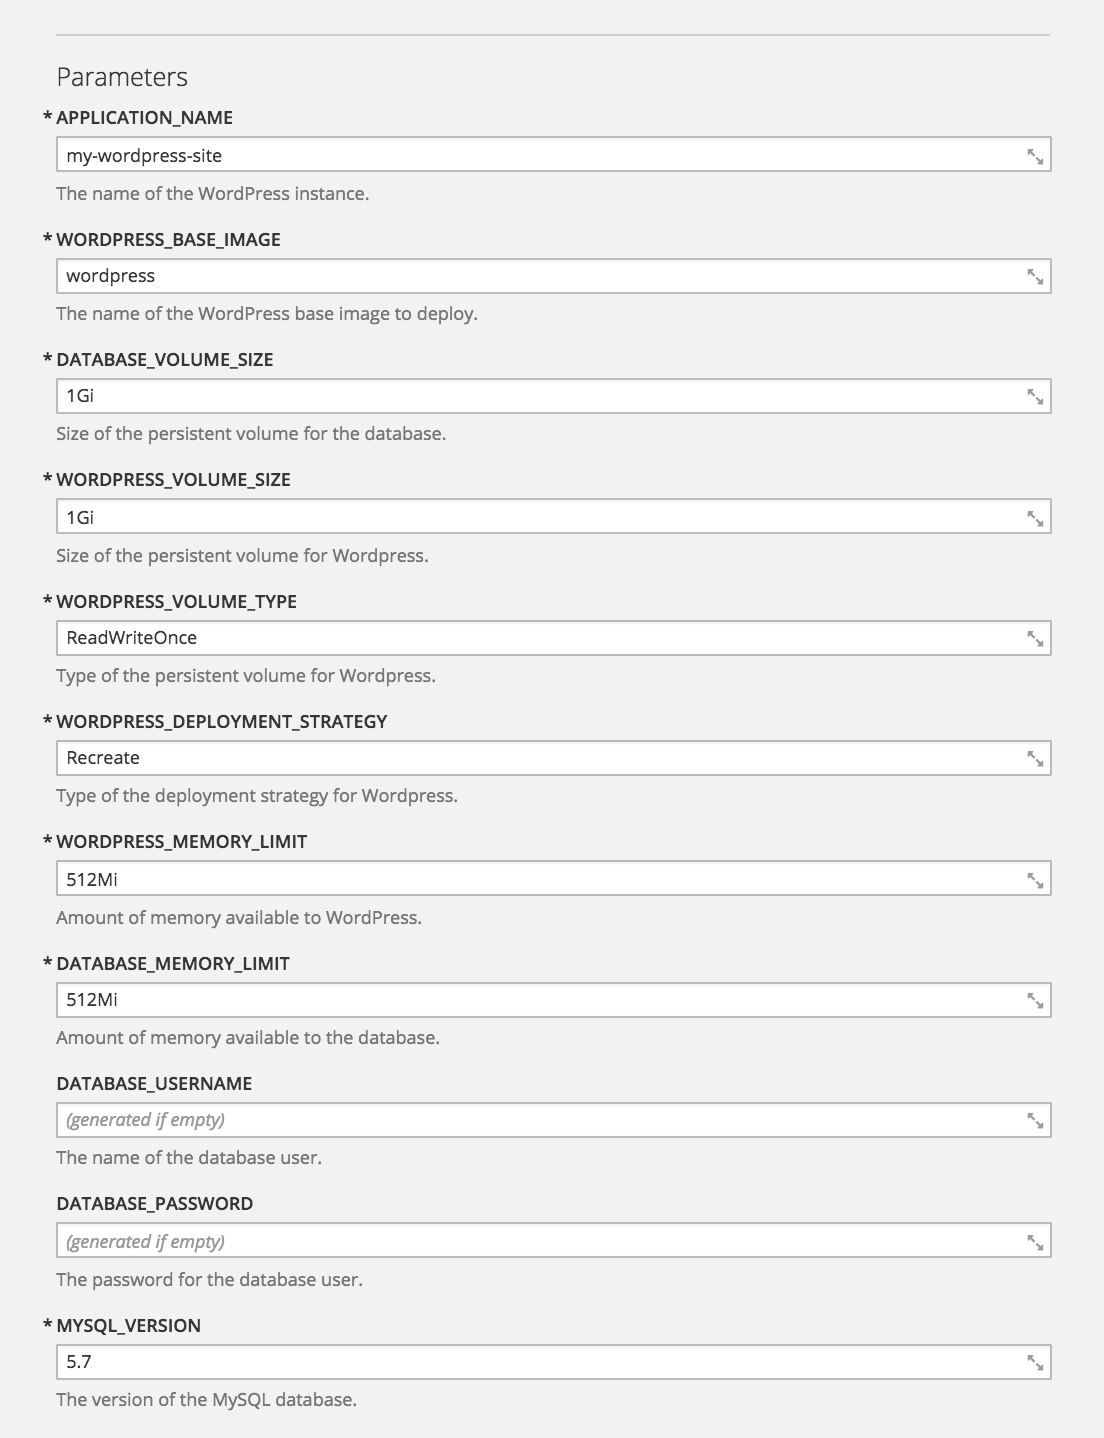 Parameters
* APPLICATION_NAME
my-wordpress-site
The name of the WordPress instance.
* WORDPRESS_BASE_IMAGE
wordpress
The name of the WordPress base image to deploy.
* DATABASE_VOLUME_SIZE
1Gi
Size of the persistent volume for the database.
* WORDPRESS_VOLUME_SIZE
1Gi
Size of the persistent volume for Wordpress.
* WORDPRESS_VOLUME_TYPE
ReadWriteOnce
Type of the persistent volume for Wordpress.
* WORDPRESS_DEPLOYMENT_STRATEGY
Recreate
Type of the deployment strategy for Wordpress.
* WORDPRESS_MEMORY_LIMIT
512Mi
Amount of memory available to WordPress.
* DATABASE_MEMORY_LIMIT
512Mi
Amount of memory available to the database.
DATABASE_USERNAME
(generated if empty)
The name of the database user.
DATABASE_PASSWORD
(generated if empty)
The password for the database user.
* MYSQL_VERSION
5.7
The version of the MySQL database.